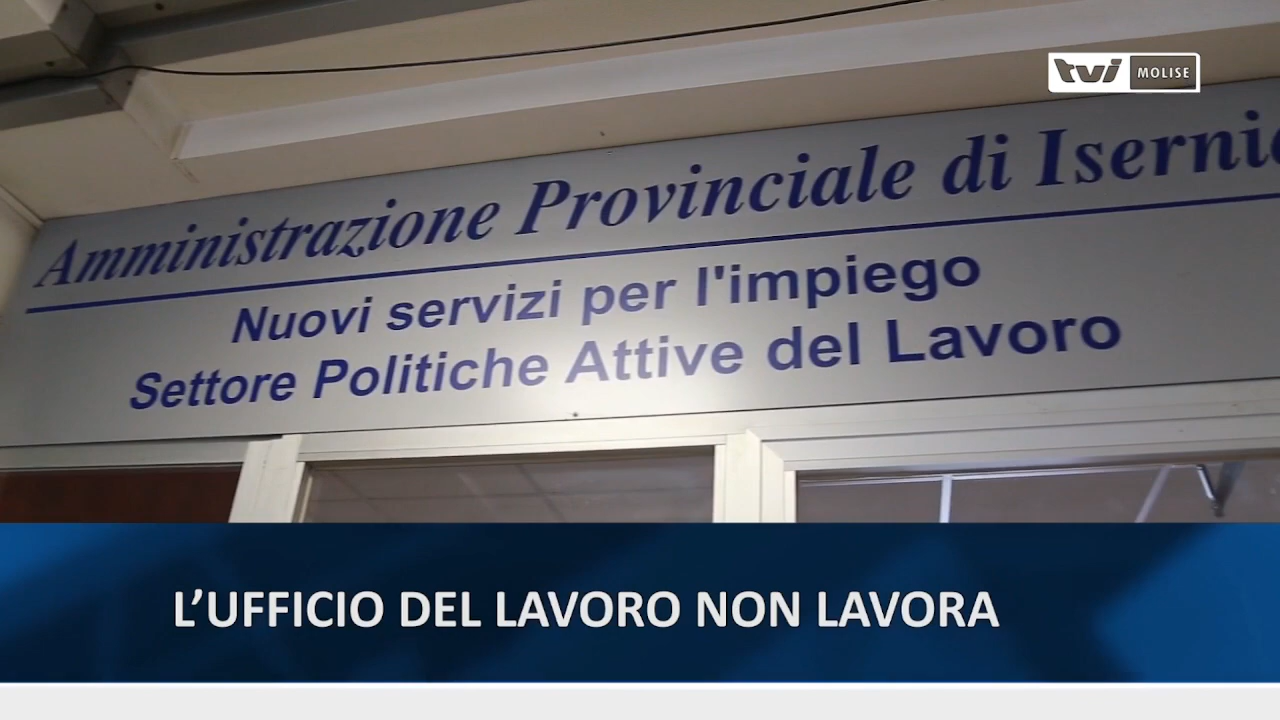 tvi MOLISE
Amministrazione Provinciale di Isernia
Nuovi servizi per l'impiego
Settore Politiche Attive del Lavoro
L’UFFICIO DEL LAVORO NON LAVORA